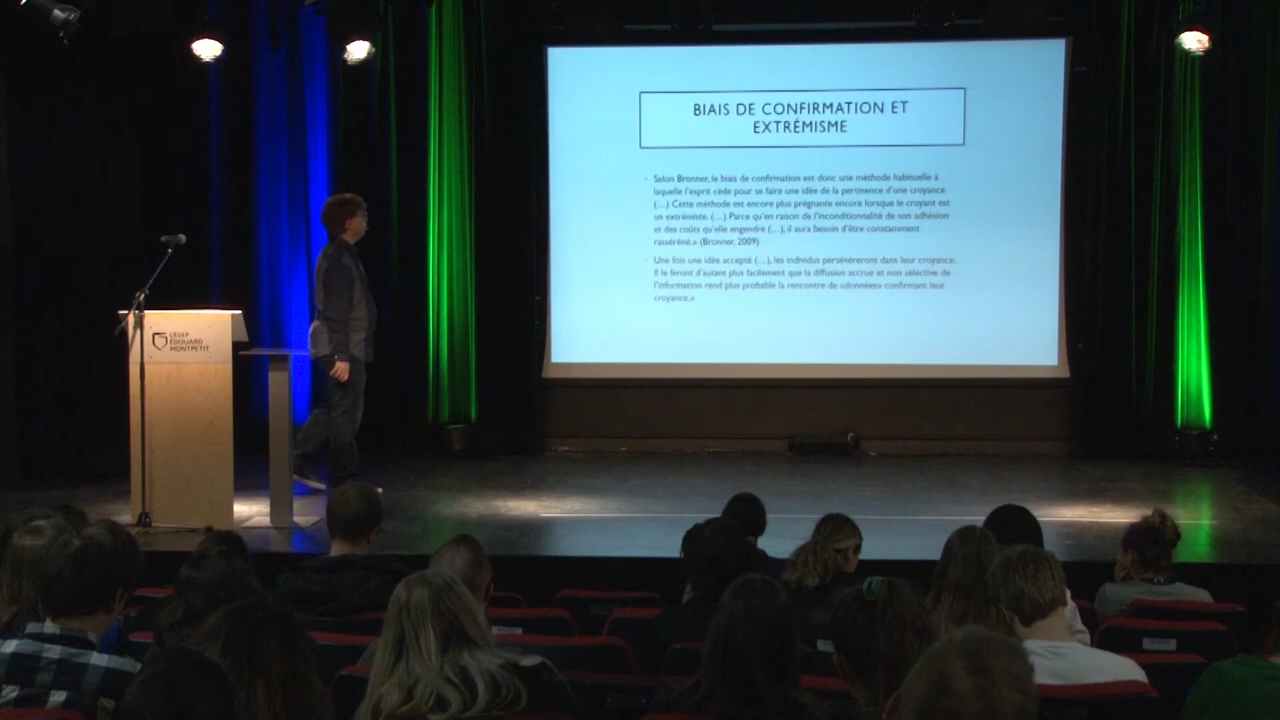 BIAIS DE CONFIRMATION ET
EXTRÉMISME
Selon Bronner, le biais de confirmation est donc une méthode habituelle à
laquelle l'esprit cède pour se faire une idée de la pertinence d'une croyance
(…) Cette méthode est encore plus prégnante encore lorsque le croyant est
un extrémiste. (…) Parce qu'en raison de l'inconditionnalité de son adhésion
et des coûts qu'elle engendre (…), il aura besoin d'être constamment
rasséréné.» (Bronner, 2009)
Une fois une idée accepté (…), les individus persévéreront dans leur croyance.
Il le feront d'autant plus facilement que la diffusion accrue et non sélective de
l'information rend plus probable la rencontre de «données» confirmant leur
croyance.»
CÉGEP
ÉDOUARD
MONTPETIT